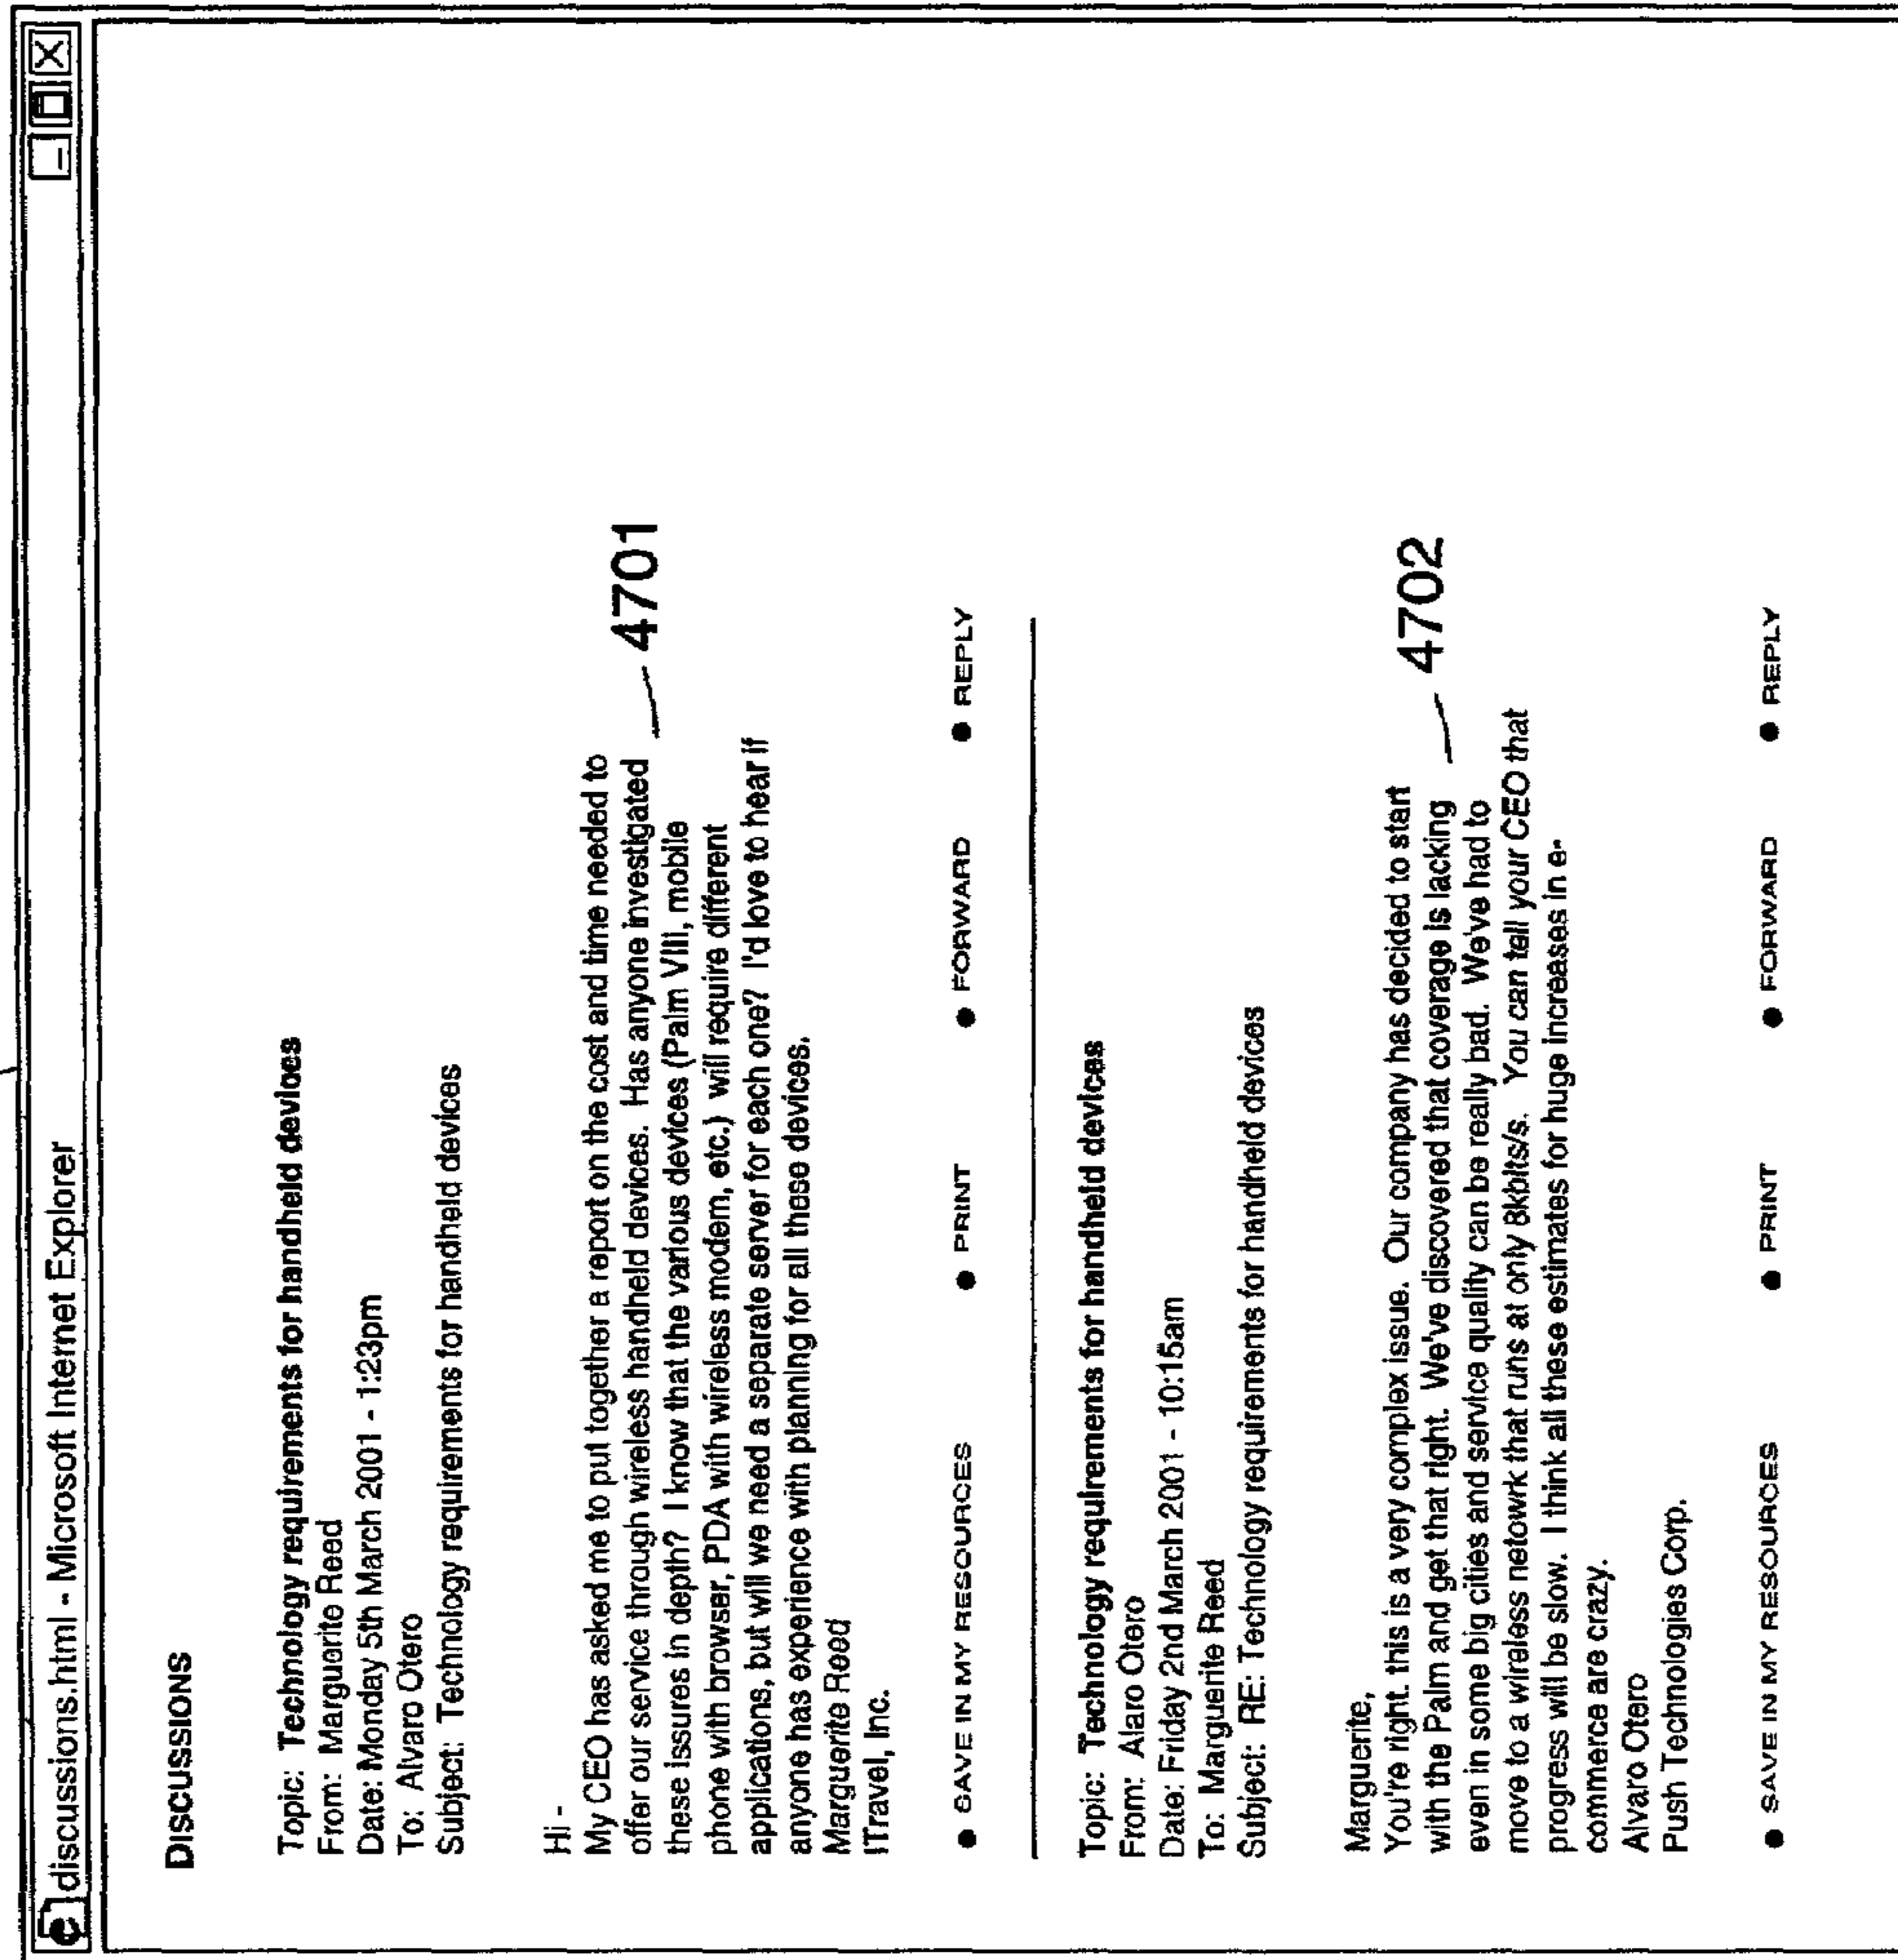 discussions.html - Microsoft Internet Explorer
DISCUSSIONS
Topic: Technology requirements for handheld devices
From: Marguerite Reed
Date: Monday 5th March 2001 - 1:23pm
To: Alvaro Otero
Subject: Technology requirements for handheld devices
Hi -
My CEO has asked me to put together a report on the cost and time needed to
offer our service through wireless handheld devices. Has anyone investigated
these issures in depth? I know that the various devices (Palm VIII, mobile
phone with browser, PDA with wireless modem, etc.) will require different
applications, but will we need a separate server for each one? I'd love to hear if
anyone has experience with planning for all these devices.
Marguerite Reed
ITravel, Inc.
4701
● SAVE IN MY RESOURCES ● PRINT ● FORWARD ● REPLY
Topic: Technology requirements for handheld devices
From: Alaro Otero
Date: Friday 2nd March 2001 - 10:15am
To: Marguerite Reed
Subject: RE: Technology requirements for handheld devices
Marguerite,
You're right. this is a very complex issue. Our company has decided to start
with the Palm and get that right. We've discovered that coverage is lacking
even in some big cities and service quality can be really bad. We've had to
move to a wireless netowrk that runs at only 8kbits/s. You can tell your CEO that
progress will be slow. I think all these estimates for huge increases in e-
commerce are crazy.
Alvaro Otero
Push Technologies Corp.
4702
● SAVE IN MY RESOURCES ● PRINT ● FORWARD ● REPLY